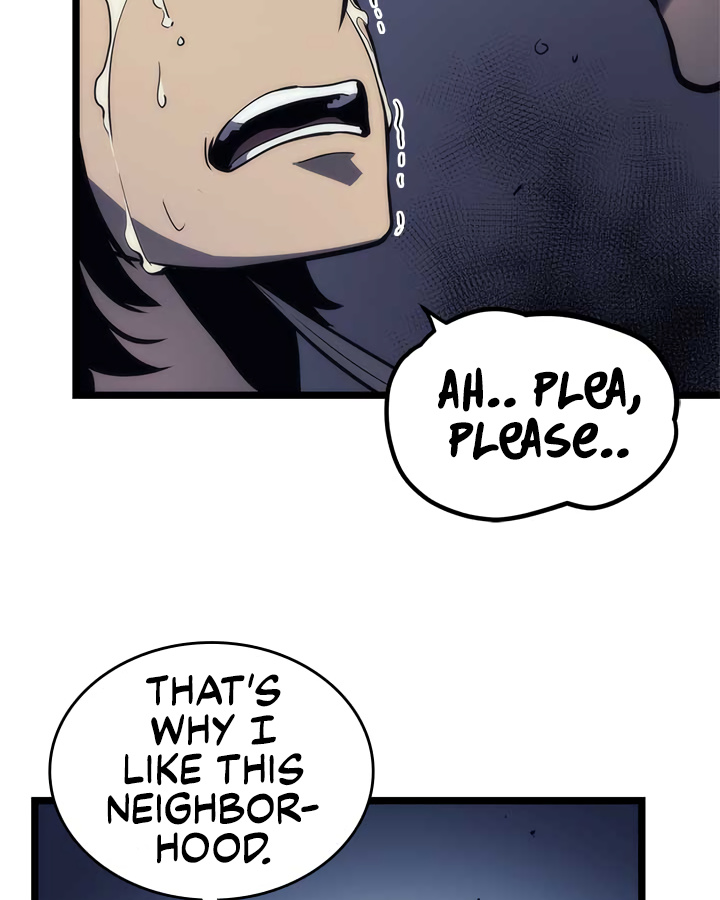 AH.. PLEA,
PLEASE..
THAT'S
WHY I
LIKE THIS
NEIGHBOR-
HOOD.